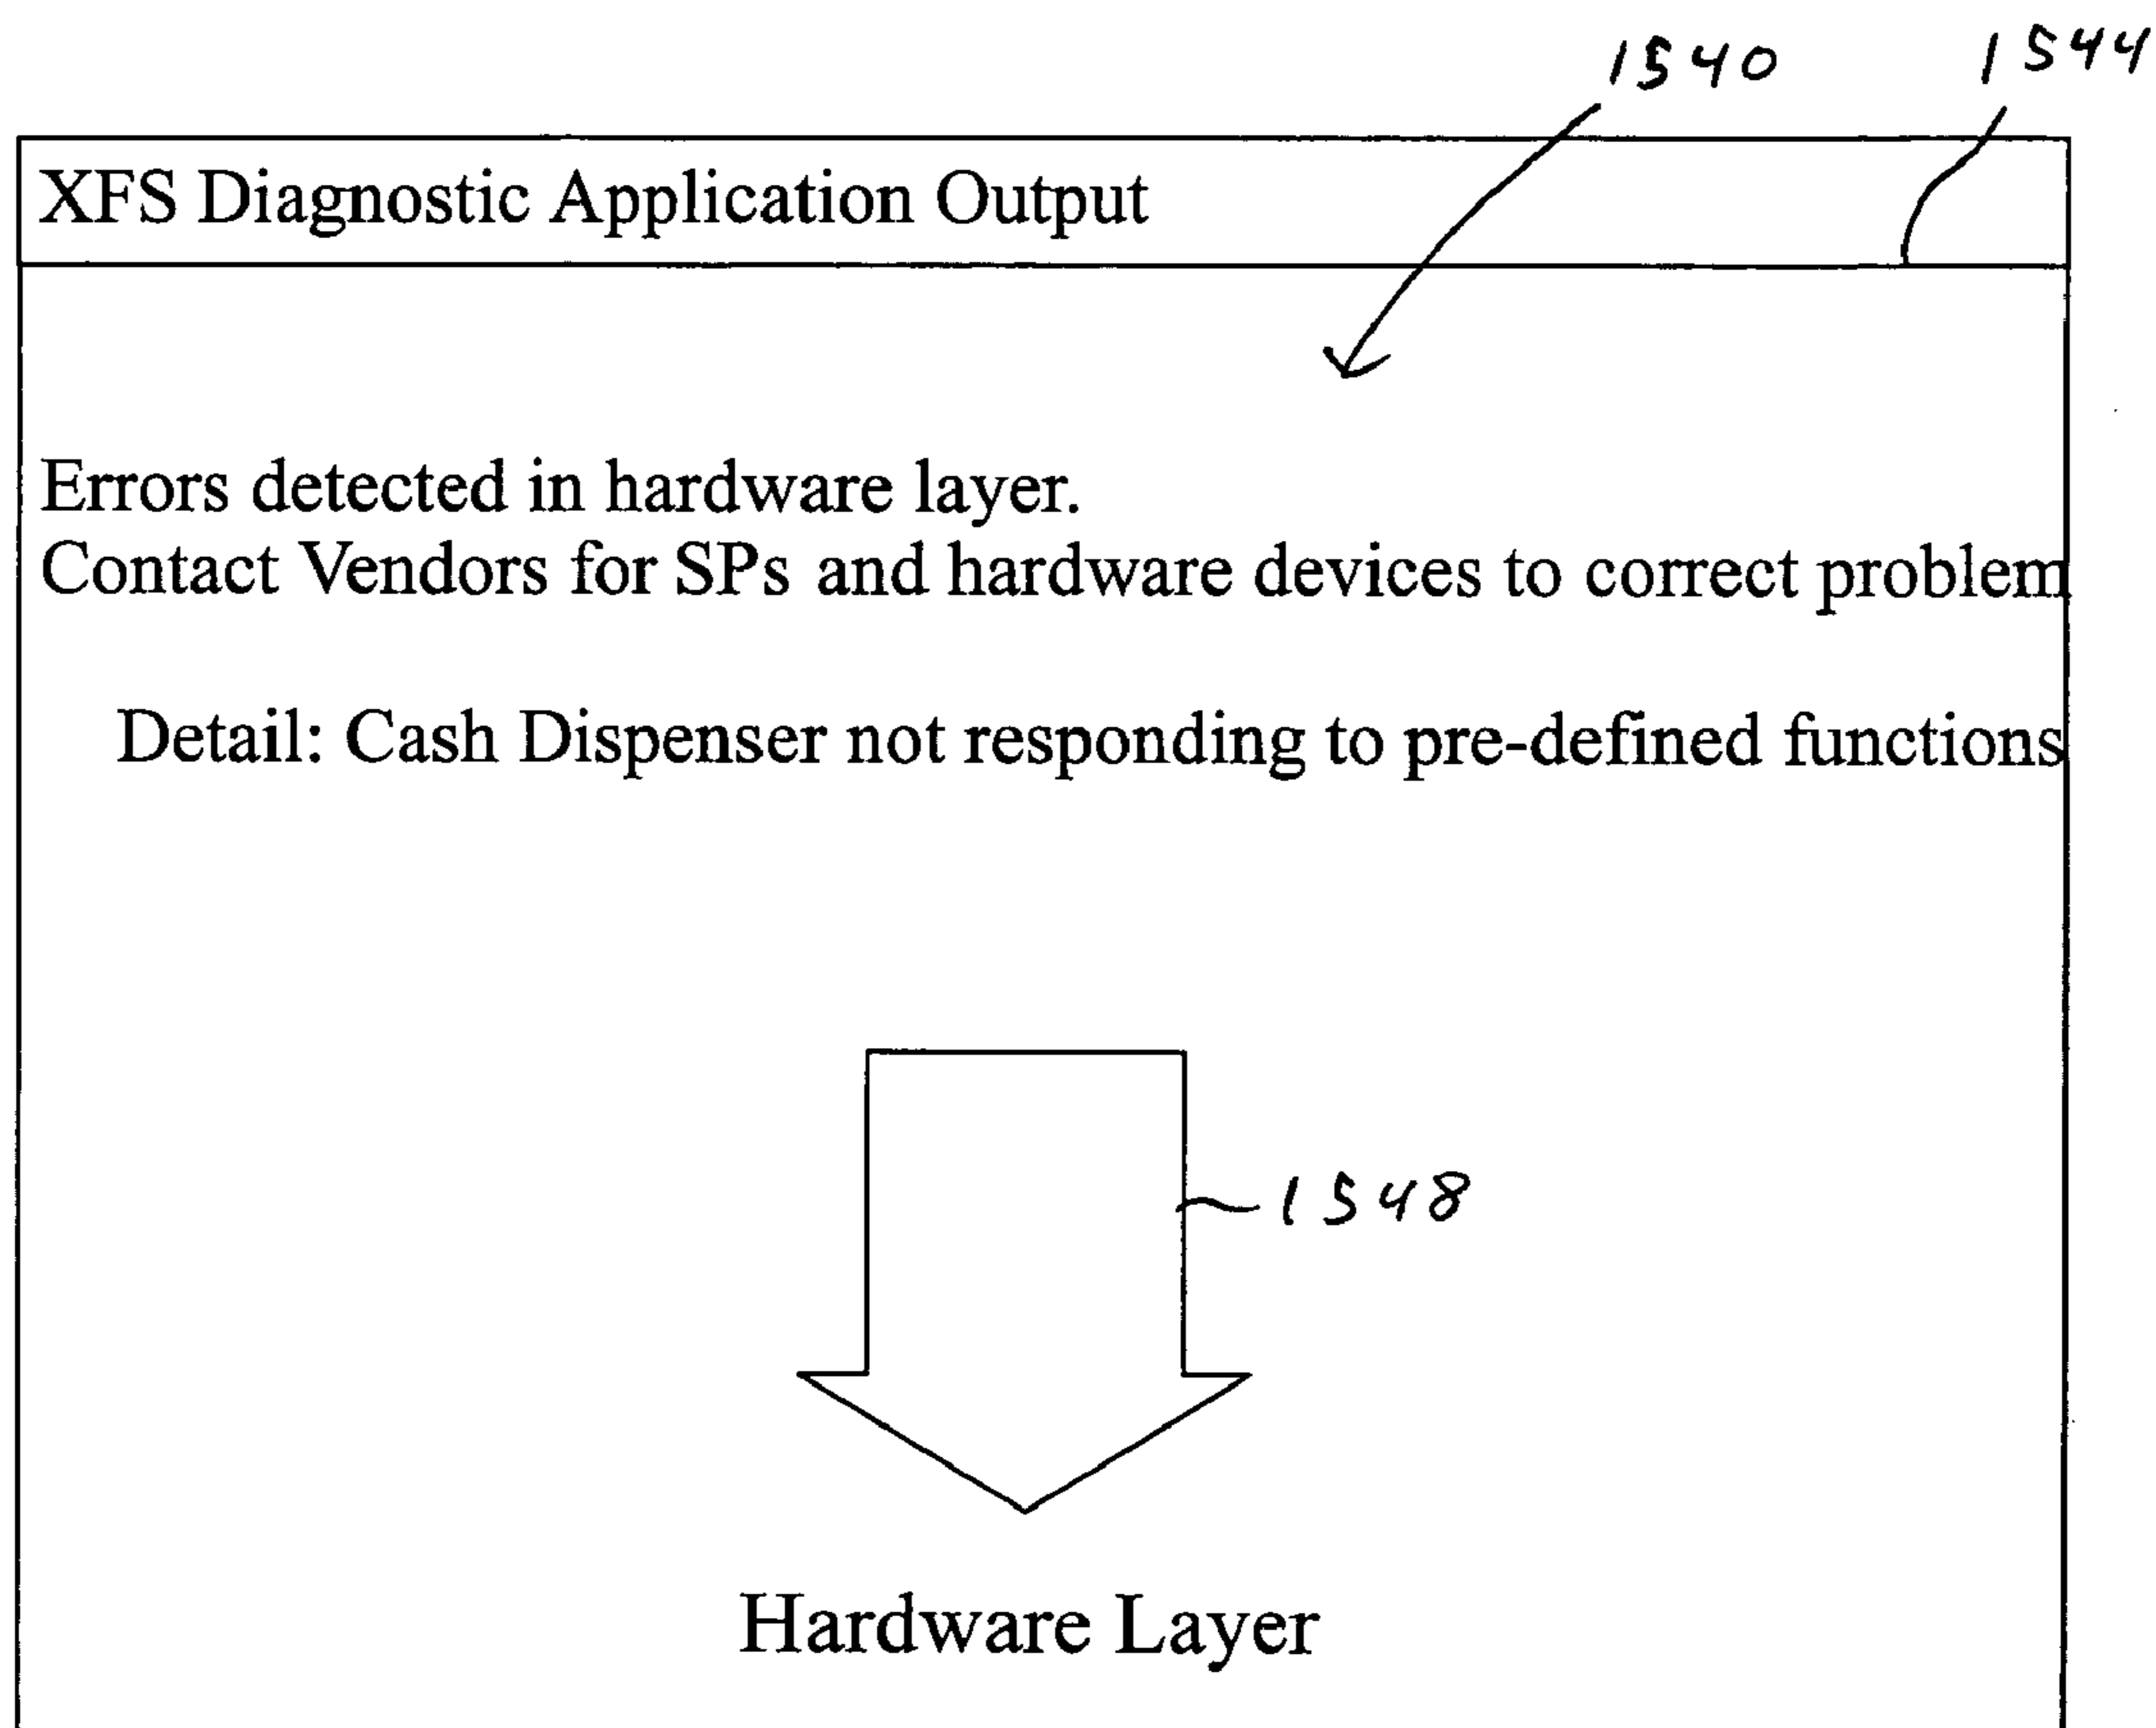 1540
1544
XFS Diagnostic Application Output
Errors detected in hardware layer.
Contact Vendors for SPs and hardware devices to correct problem
Detail: Cash Dispenser not responding to pre-defined functions
1548
Hardware Layer